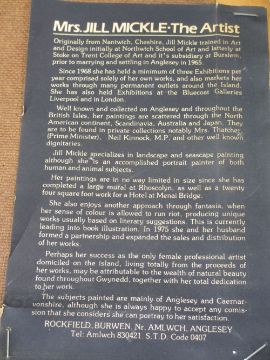 Mrs. JILL MICKLE·The Artist
Originally from Nantwich, Cheshire, Jill Mickle trained in Art
and Design initially at Northwich School of Art and latterly at
Stoke on Trent College of Art and it's subsidiary at Burslem,
prior to marrying and settling in Anglesey in 1965.
Since 1968 she has held a minimum of three Exhibitions per
year comprised solely of her own works, and also markets her
works through many permanent outlets around the Island.
She has also held Exhibitions at the Bluecoat Galleries
Liverpool and in London.
Well known and collected on Anglesey and throughout the
British Isles, her paintings are scattered through the North
American continent, Scandinavia, Australia and Japan. They
are to be found in private collections notably Mrs. Thatcher,
(Prime Minister), Neil Kinnock, M.P. and other well known
dignitaries.
Jill Mickle specializes in landscape and seascape painting
although she is an accomplished portrait painter of both
human and animal subjects.
Her paintings are in no way limited in size since she has
completed a large mural at Rhoscolyn, as well as a twenty
four square foot work for a Hotel at Menai Bridge.
She also enjoys another approach through fantasia, when
her sense of colour is allowed to run riot, producing unique
works usually based on literary suggestions. This is currently
leading into book illustration. In 1975 she and her husband
formed a partnership and expanded the sales and distribution
of her works.
Perhaps her success as the only female professional artist
domiciled on the island, living totally from the proceeds of
her works, may be attributable to the wealth of natural beauty
found throughout Gwynedd, together with her total dedication
to her work.
The subjects painted are mainly of Anglesey and Caernar-
vonshire, although she is always happy to accept any comis-
sion that she considers she can portray to her satisfaction.
ROCKFIELD, BURWEN, Nr. AMLWCH, ANGLESEY
Tel: Amlwch 830421 S.T.D. Code 0407